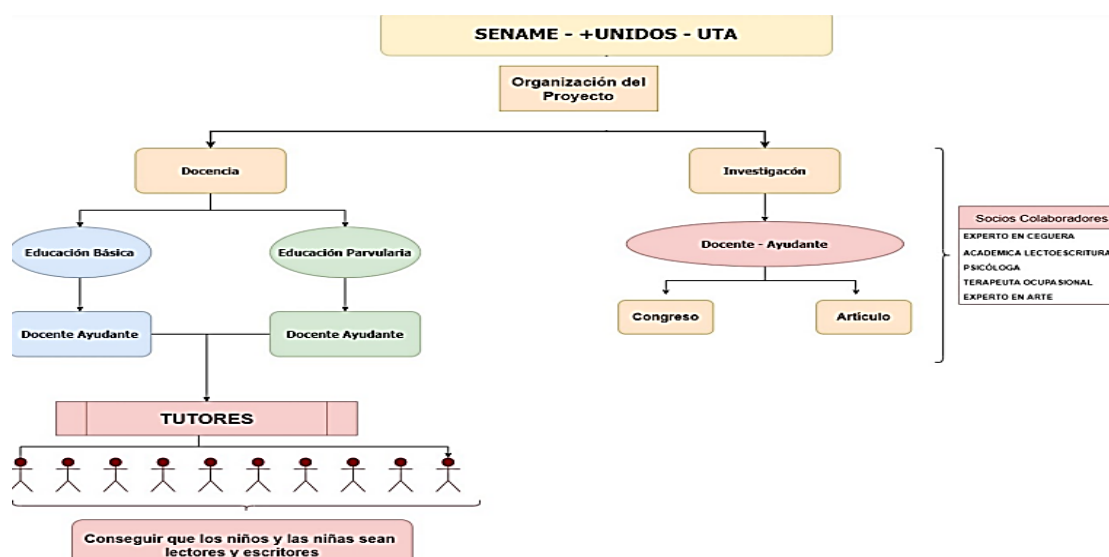 SENAME - +UNIDOS - UTA
Organización del
Proyecto
Docencia
Investigacón
Educación Básica
Educación Parvularia
Docente - Ayudante
Docente Ayudante
Docente Ayudante
Congreso
Artículo
Socios Colaboradores
EXPERTO EN CEGUERA
ACADEMICA LECTOESCRITURA
PSICÓLOGA
TERAPEUTA OCUPASIONAL
EXPERTO EN ARTE
TUTORES
Conseguir que los niños y las niñas sean
lectores y escritores